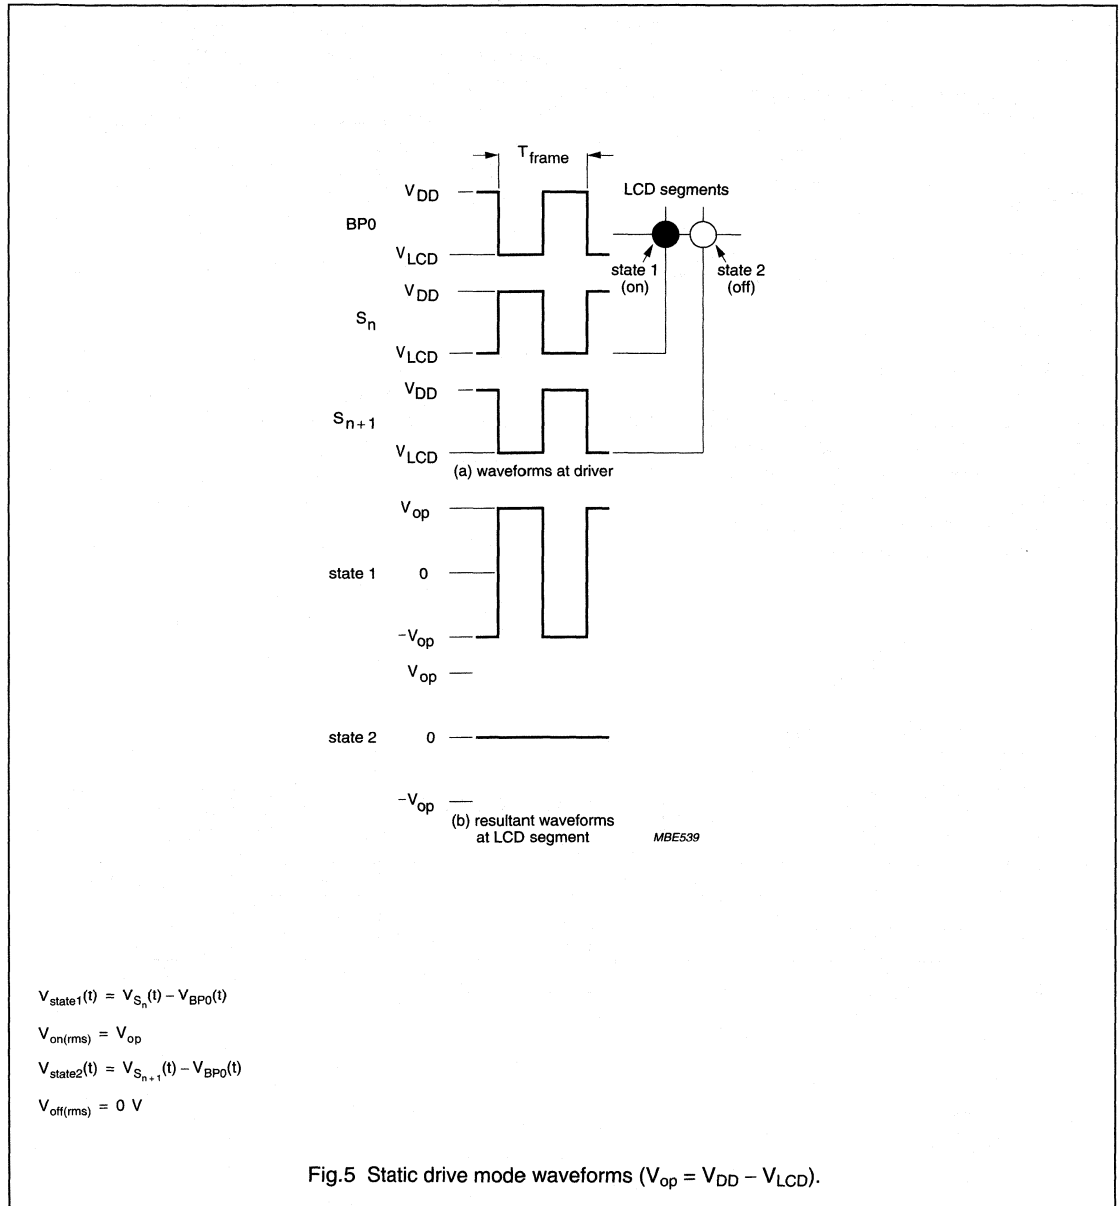 T_frame
V_DD
LCD segments
BP0
V_LCD
state 1
(on)
state 2
(off)
V_DD
S_n
V_LCD
V_DD
S_n+1
V_LCD
(a) waveforms at driver
V_op
state 1 0
−V_op
V_op
state 2 0
−V_op
(b) resultant waveforms
at LCD segment
MBE539
V_state1(t) = V_S_n(t) − V_BP0(t)
V_on(rms) = V_op
V_state2(t) = V_S_n+1(t) − V_BP0(t)
V_off(rms) = 0 V
Fig.5 Static drive mode waveforms (V_op = V_DD − V_LCD).